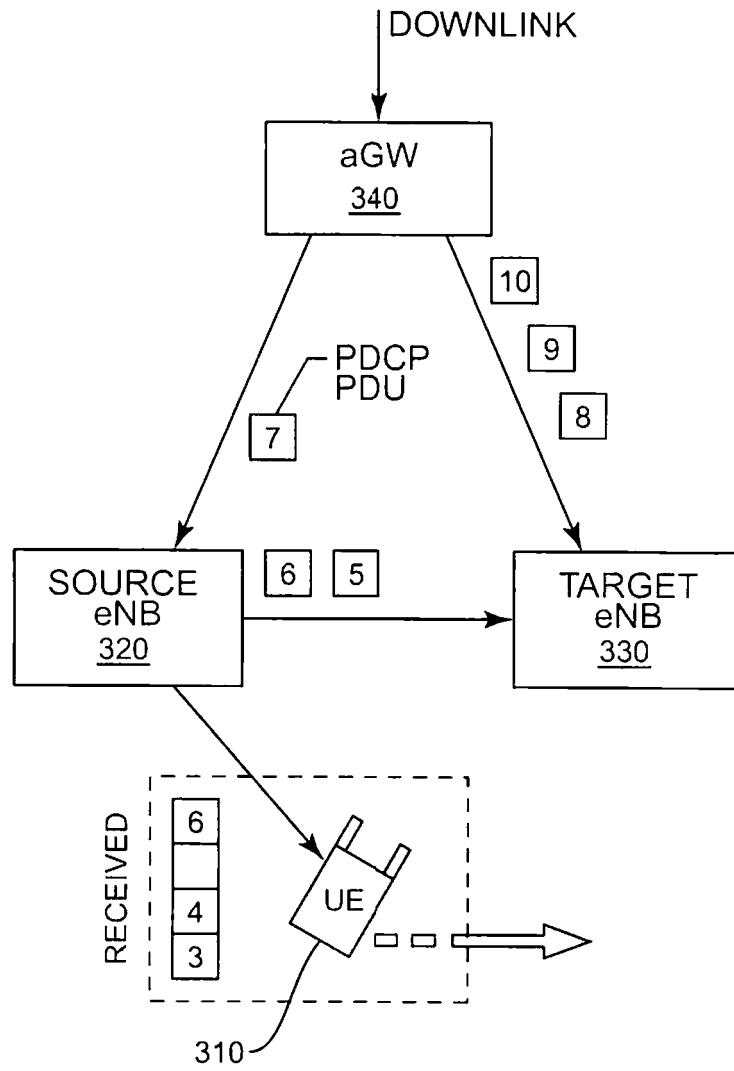 DOWNLINK
aGW
340
10
PDCP
PDU
9
8
7
SOURCE
eNB
320
6 5
TARGET
eNB
330
RECEIVED
6
4
3
UE
310